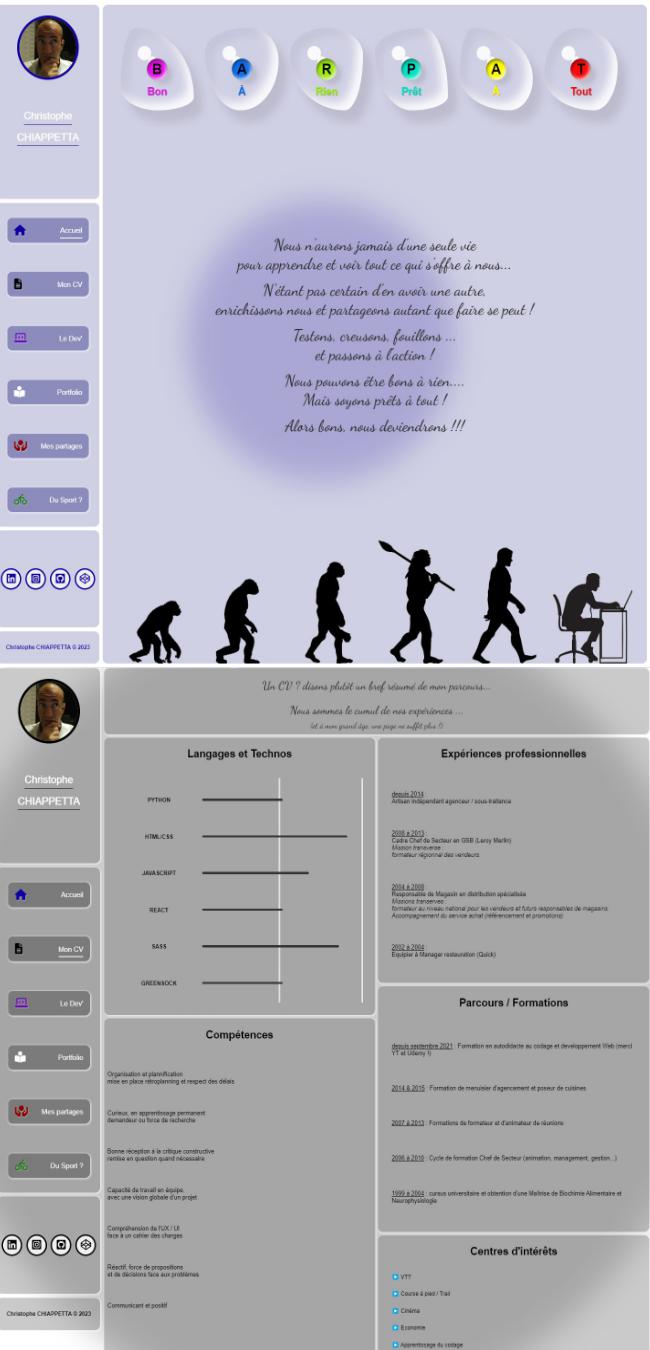 Christophe
CHIAPPETTA
Accueil
Mon CV
Le Dev'
Portfolio
Mes partages
Du Sport ?
Christophe CHIAPPETTA © 2023
B
A
R
P
A
T
Bon
À
Rien
Prêt
À
Tout
Nous n'aurons jamais d'une seule vie
pour apprendre et voir tout ce qui s'offre à nous...
N'étant pas certain d'en avoir une autre,
enrichissons nous et partageons autant que faire se peut !
Testons, creusons, fouillons ...
et passons à l'action !
Nous pouvons être bons à rien....
Mais soyons prêts à tout !
Alors bons, nous deviendrons !!!
Christophe
CHIAPPETTA
Accueil
Mon CV
Le Dev'
Portfolio
Mes partages
Du Sport ?
Christophe CHIAPPETTA © 2023
Un CV ? disons plutôt un bref résumé de mon parcours...
Nous sommes le cumul de nos expériences ...
(et à mon grand âge, une page ne suffit plus !)
Langages et Technos
PYTHON
HTML/CSS
JAVASCRIPT
REACT
SASS
GREENSOCK
Compétences
Organisation et plannification
mise en place rétroplanning et respect des délais
Curieux, en apprentissage permanent
demandeur ou force de recherche
Bonne réception à la critique constructive
remise en question quand nécessaire
Capacité de travail en équipe,
avec une vision globale d'un projet
Compréhension de l'UX / UI
face à un cahier des charges
Réactif, force de propositions
et de décisions face aux problèmes
Communicant et positif
Expériences professionnelles
depuis 2014 :
Artisan indépendant agenceur / sous-traitance
2008 à 2013 :
Cadre Chef de Secteur en GSB (Leroy Merlin)
Mission transverse :
formateur régionnel des vendeurs
2004 à 2008 :
Responsable de Magasin en distribution spécialisée
Missions transverses :
formateur au niveau national pour les vendeurs et futurs responsables de magasins
Accompagnement du service achat (référencement et promotions)
2002 à 2004 :
Equipier à Manager restauration (Quick)
Parcours / Formations
depuis septembre 2021 : Formation en autodidacte au codage et developpement Web (merci
YT et Udemy !)
2014 & 2015 : Formation de menuisier d'agencement et poseur de cuisines
2007 à 2013 : Formations de formateur et d'animateur de réunions
2008 à 2010 : Cycle de formation Chef de Secteur (animation, management, gestion...)
1999 à 2004 : cursus universitaire et obtention d'une Maîtrise de Biochimie Alimentaire et
Neurophysiologie
Centres d'intérêts
VTT
Course à pied / Trail
Cinéma
Economie
Apprentissage du codage